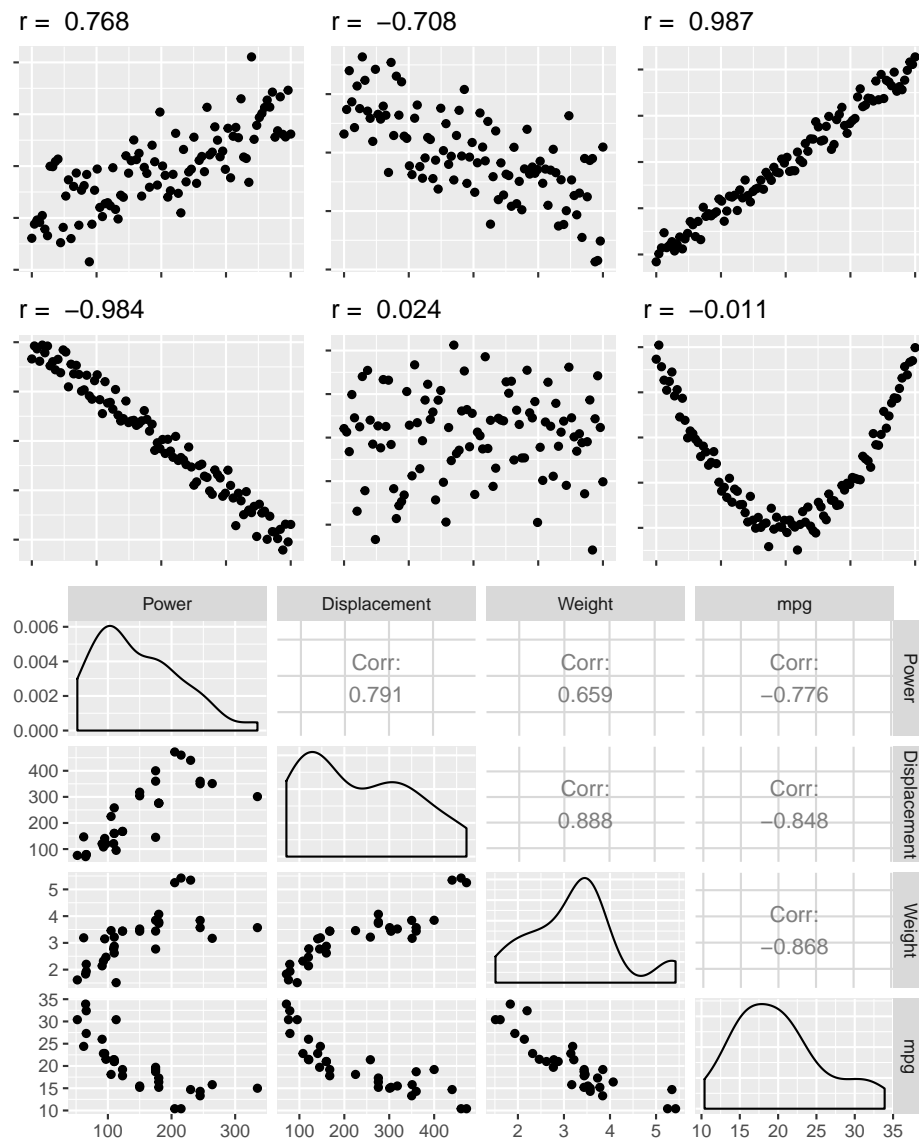 r = 0.768
r = −0.708
r = 0.987
r = −0.984
r = 0.024
r = −0.011
Power
Displacement
Weight
mpg
0.006
0.004
0.002
0.000
Corr:
0.791
Corr:
0.659
Corr:
−0.776
Power
400
300
200
100
Corr:
0.888
Corr:
−0.848
Displacement
5
4
3
2
Corr:
−0.868
Weight
35
30
25
20
15
10
mpg
100 200 300
100 200 300 400
2 3 4 5
10 15 20 25 30 35